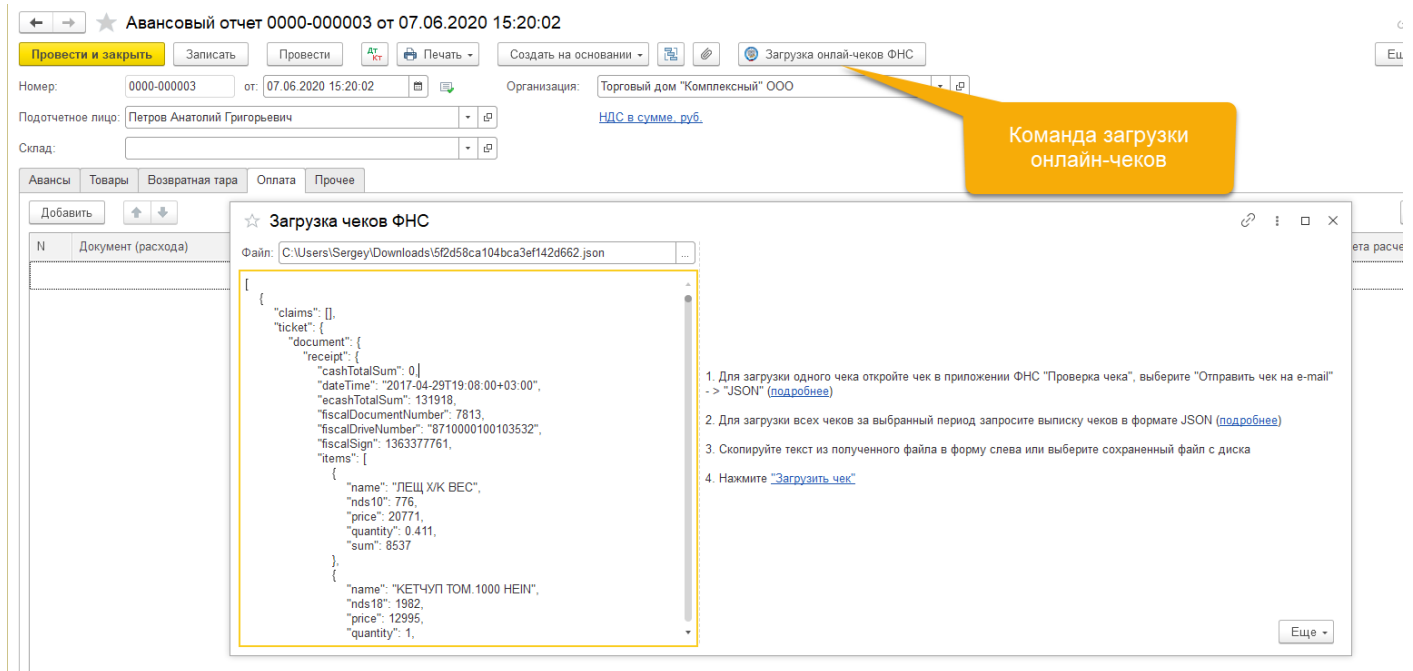 Авансовый отчет 0000-000003 от 07.06.2020 15:20:02
Провести и закрыть Записать Провести Дт Кт Печать Создать на основании Загрузка онлай-чеков ФНС Ещ
Номер: 0000-000003 от: 07.06.2020 15:20:02 Организация: Торговый дом "Комплексный" ООО
Подотчетное лицо: Петров Анатолий Григорьевич НДС в сумме, руб.
Склад:
Команда загрузки
онлайн-чеков
Авансы Товары Возвратная тара Оплата Прочее
Добавить
N Документ (расхода) ета расче
Загрузка чеков ФНС
Файл: C:\Users\Sergey\Downloads\5f2d58ca104bca3ef142d662.json ...
[
{
"claims": [],
"ticket": {
"document": {
"receipt": {
"cashTotalSum": 0,
"dateTime": "2017-04-29T19:08:00+03:00",
"ecashTotalSum": 131918,
"fiscalDocumentNumber": 7813,
"fiscalDriveNumber": "8710000100103532",
"fiscalSign": 1363377761,
"items": [
{
"name": "ЛЕЩ Х/К ВЕС",
"nds10": 776,
"price": 20771,
"quantity": 0.411,
"sum": 8537
},
{
"name": "КЕТЧУП ТОМ.1000 HEIN",
"nds18": 1982,
"price": 12995,
"quantity": 1,
1. Для загрузки одного чека откройте чек в приложении ФНС "Проверка чека", выберите "Отправить чек на e-mail"
- > "JSON" (подробнее)
2. Для загрузки всех чеков за выбранный период запросите выписку чеков в формате JSON (подробнее)
3. Скопируйте текст из полученного файла в форму слева или выберите сохраненный файл с диска
4. Нажмите "Загрузить чек"
Еще